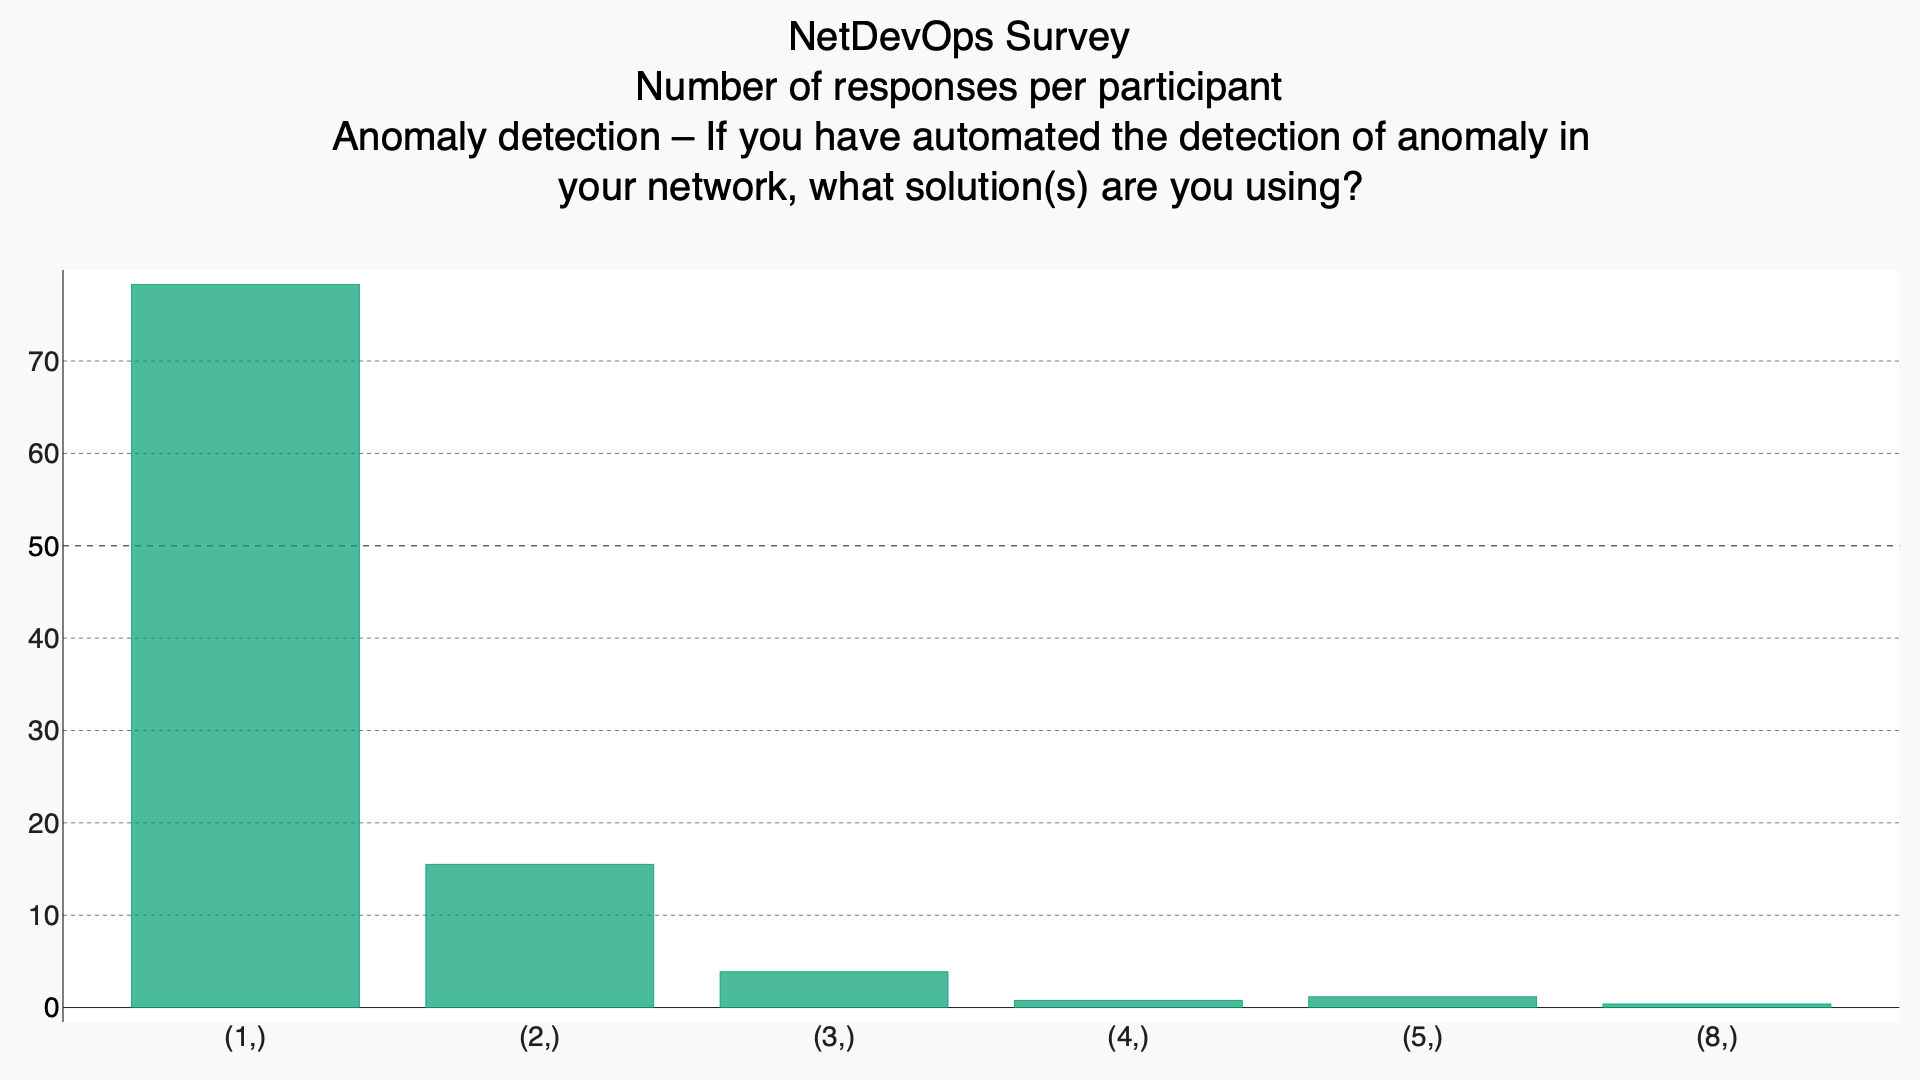 NetDevOps Survey
Number of responses per participant
Anomaly detection – If you have automated the detection of anomaly in
your network, what solution(s) are you using?
70
60
50
40
30
20
10
0
(1,) (2,) (3,) (4,) (5,) (8,)